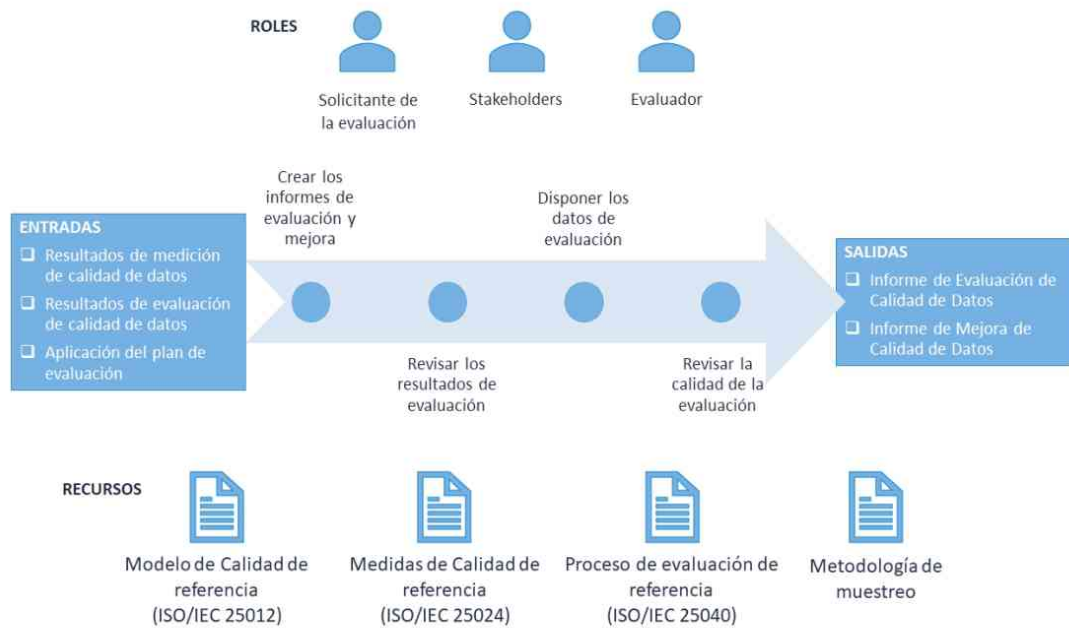 ROLES
Solicitante de
la evaluación
Stakeholders
Evaluador
Crear los
informes de
evaluación y
mejora
Disponer los
datos de
evaluación
ENTRADAS
Resultados de medición
de calidad de datos
Resultados de evaluación
de calidad de datos
Aplicación del plan de
evaluación
SALIDAS
Informe de Evaluación de
Calidad de Datos
Informe de Mejora de
Calidad de Datos
Revisar los
resultados de
evaluación
Revisar la
calidad de la
evaluación
RECURSOS
Modelo de Calidad de
referencia
(ISO/IEC 25012)
Medidas de Calidad de
referencia
(ISO/IEC 25024)
Proceso de evaluación de
referencia
(ISO/IEC 25040)
Metodología de
muestreo